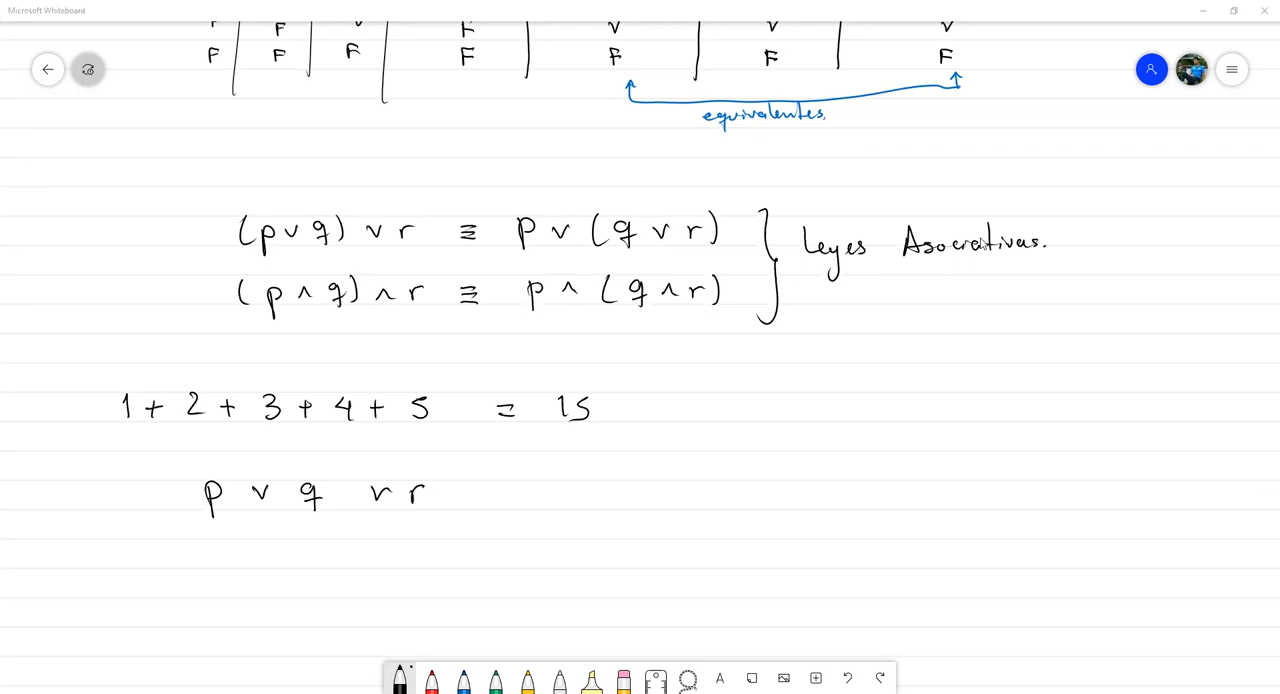 Microsoft Whiteboard
F F V F V V V
F F F F F F F
equivalentes.
(p ∨ q) ∨ r ≡ p ∨ (q ∨ r)
(p ∧ q) ∧ r ≡ p ∧ (q ∧ r)
Leyes Asociativas.
1 + 2 + 3 + 4 + 5 = 15
p ∨ q ∨ r
A